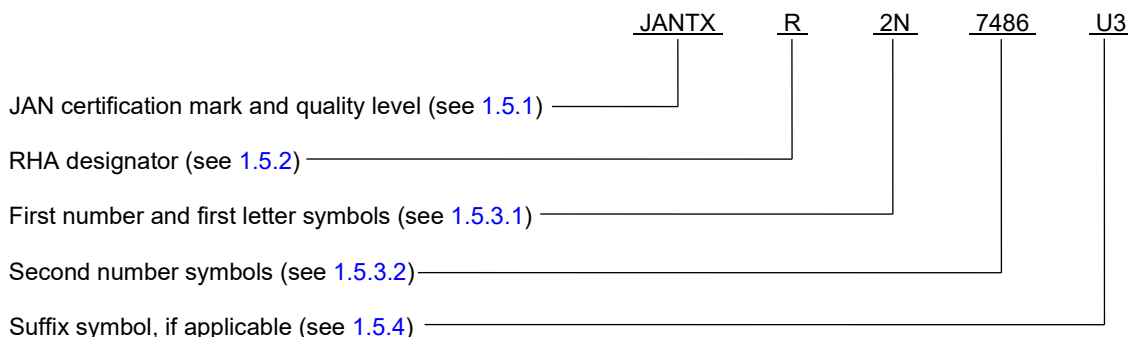 JANTX R 2N 7486 U3
JAN certification mark and quality level (see 1.5.1)
RHA designator (see 1.5.2)
First number and first letter symbols (see 1.5.3.1)
Second number symbols (see 1.5.3.2)
Suffix symbol, if applicable (see 1.5.4)